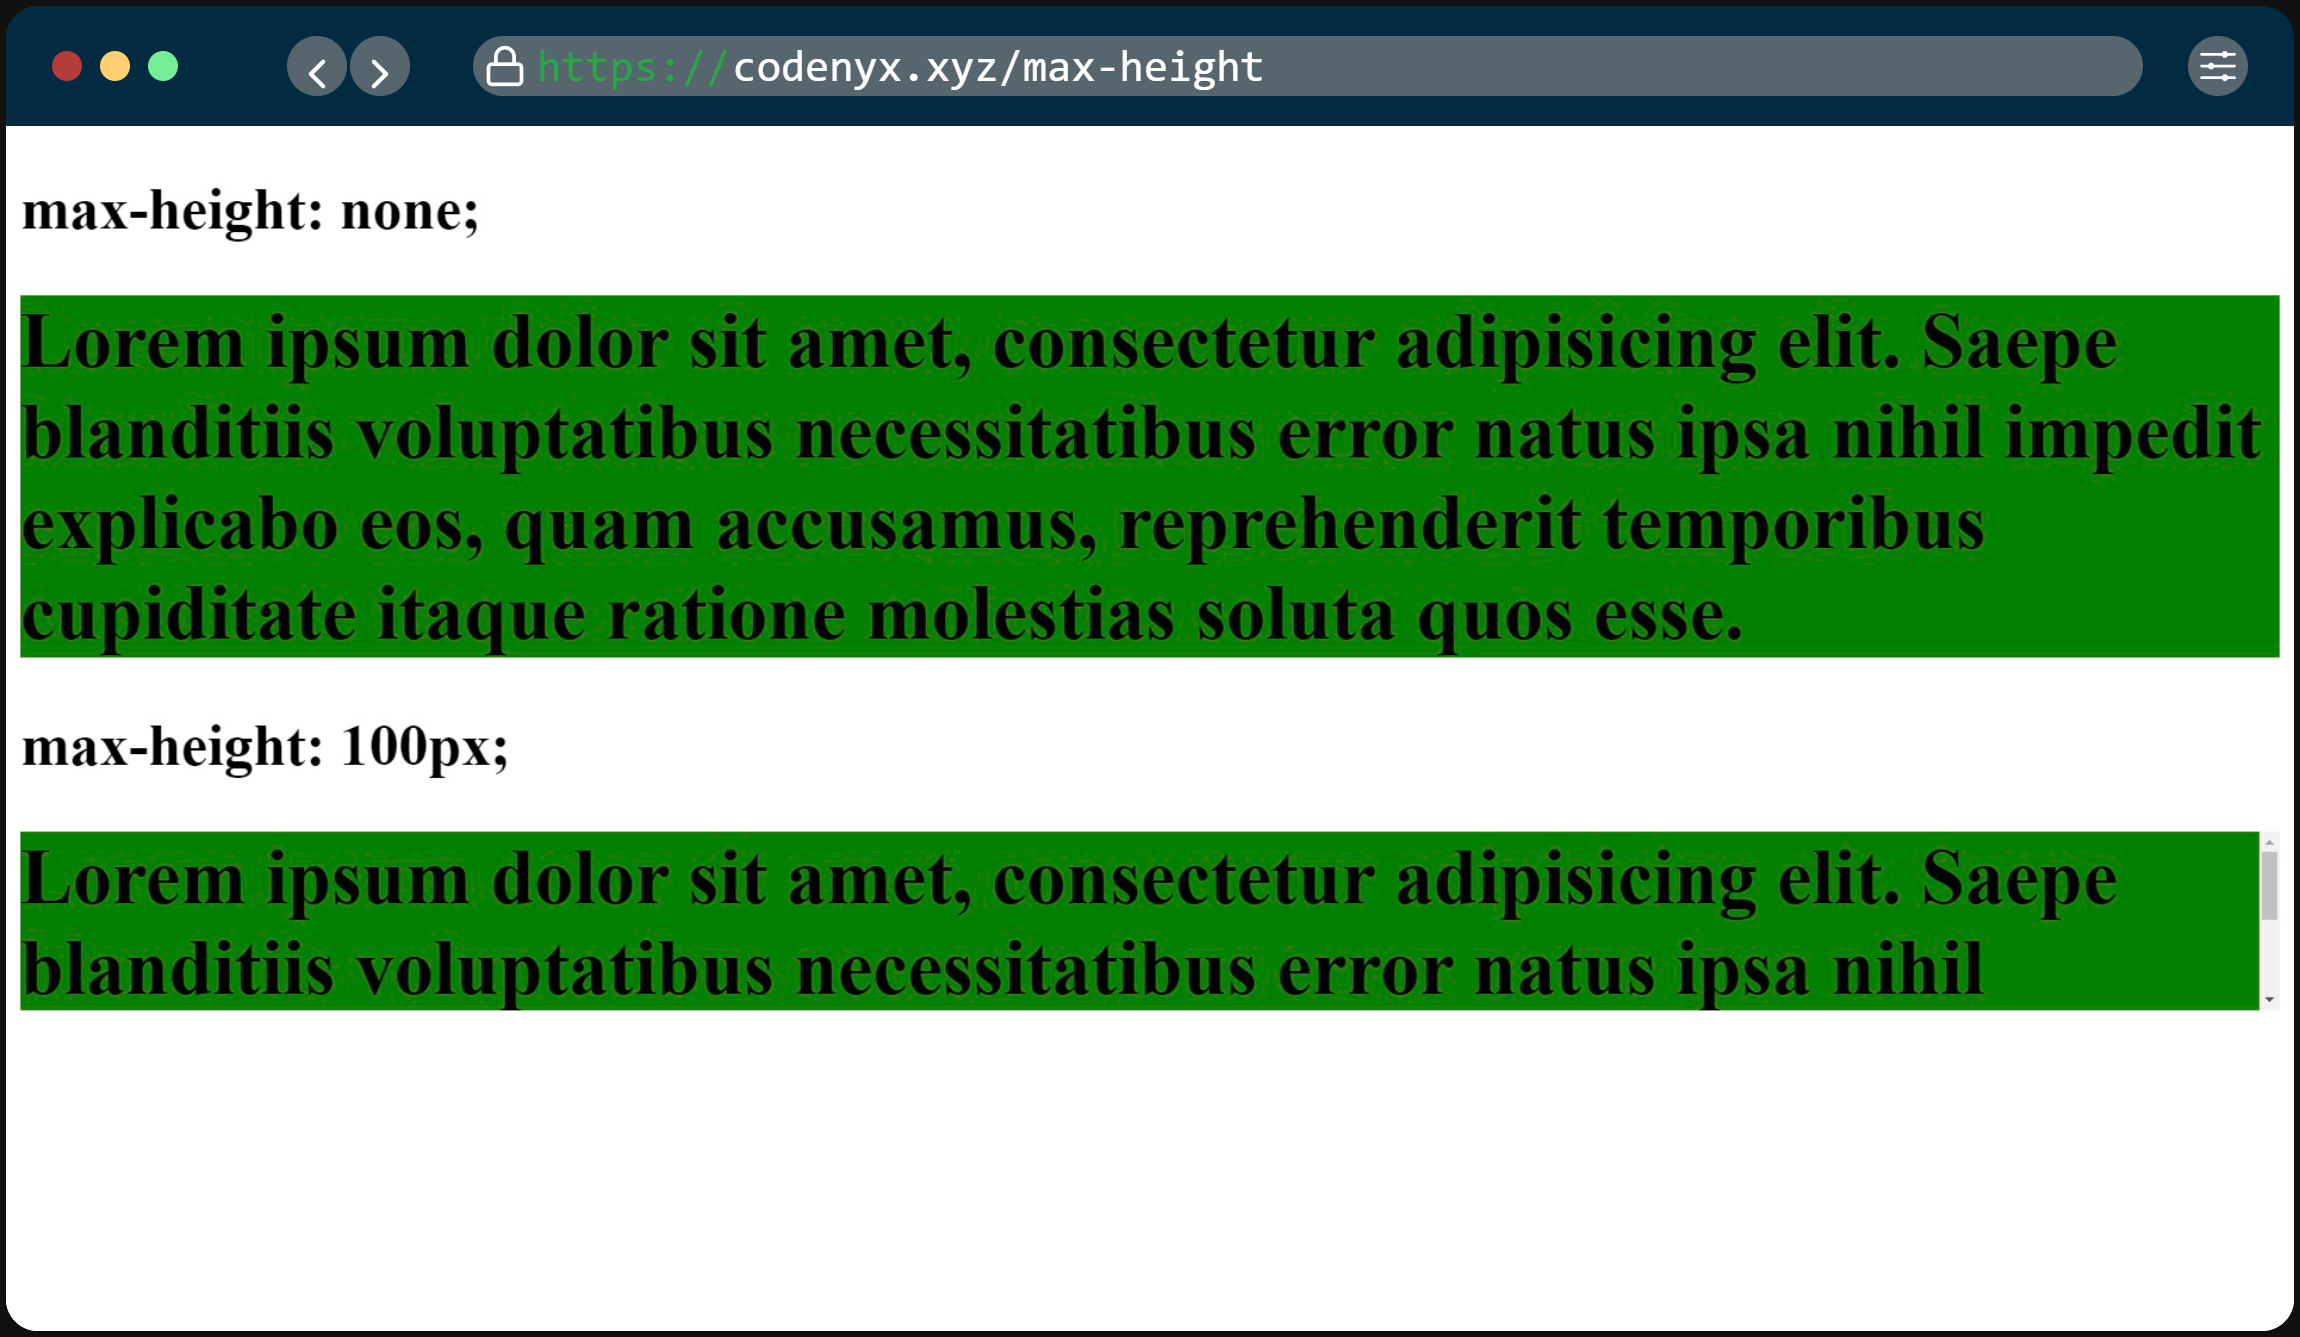 https://codenyx.xyz/max-height
max-height: none;
Lorem ipsum dolor sit amet, consectetur adipisicing elit. Saepe
blanditiis voluptatibus necessitatibus error natus ipsa nihil impedit
explicabo eos, quam accusamus, reprehenderit temporibus
cupiditate itaque ratione molestias soluta quos esse.
max-height: 100px;
Lorem ipsum dolor sit amet, consectetur adipisicing elit. Saepe
blanditiis voluptatibus necessitatibus error natus ipsa nihil